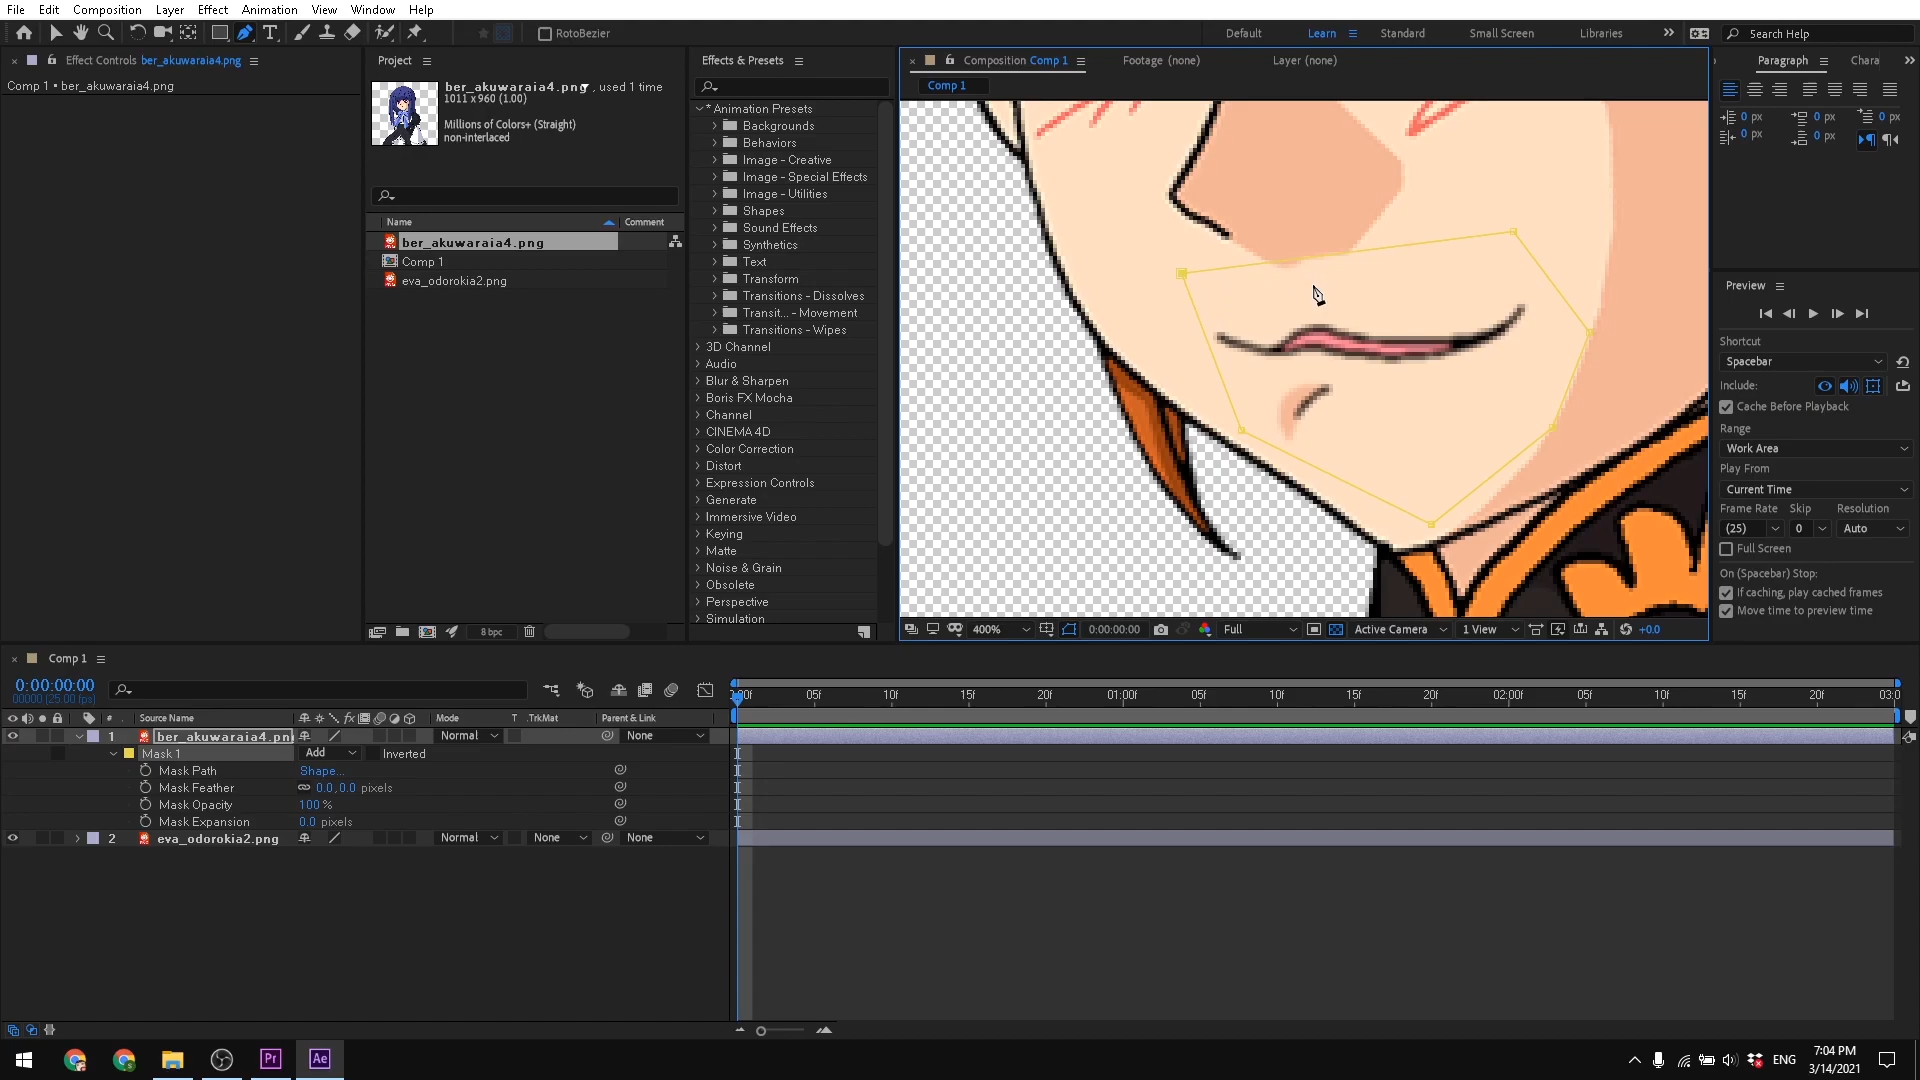 File Edit Composition Layer Effect Animation View Window Help
RotoBezier
Default Learn Standard Small Screen Libraries Search Help
Effect Controls ber_akuwaraia4.png
Comp 1 • ber_akuwaraia4.png
Project
ber_akuwaraia4.png , used 1 time
1011 x 960 (1.00)
Millions of Colors+ (Straight)
non-interlaced
Name Comment
ber_akuwaraia4.png
Comp 1
eva_odorokia2.png
8 bpc
Effects & Presets
* Animation Presets
Backgrounds
Behaviors
Image - Creative
Image - Special Effects
Image - Utilities
Shapes
Sound Effects
Synthetics
Text
Transform
Transitions - Dissolves
Transit... - Movement
Transitions - Wipes
3D Channel
Audio
Blur & Sharpen
Boris FX Mocha
Channel
CINEMA 4D
Color Correction
Distort
Expression Controls
Generate
Immersive Video
Keying
Matte
Noise & Grain
Obsolete
Perspective
Simulation
Composition Comp 1 Footage (none) Layer (none)
Comp 1
400% 0:00:00:00 Full Active Camera 1 View +0.0
Paragraph Chara
0 px 0 px 0 px
0 px 0 px
Preview
Shortcut
Spacebar
Include:
Cache Before Playback
Range
Work Area
Play From
Current Time
Frame Rate Skip Resolution
(25) 0 Auto
Full Screen
On (Spacebar) Stop:
If caching, play cached frames
Move time to preview time
Comp 1
0:00:00:00
00000 (25.00 fps)
:00f 05f 10f 15f 20f 01:00f 05f 10f 15f 20f 02:00f 05f 10f 15f 20f 03:0
# Source Name Mode T .TrkMat Parent & Link
1 ber_akuwaraia4.pn Normal None
Mask 1 Add Inverted
Mask Path Shape...
Mask Feather 0.0,0.0 pixels
Mask Opacity 100 %
Mask Expansion 0.0 pixels
2 eva_odorokia2.png Normal None None
Pr Ae
ENG
7:04 PM
3/14/2021